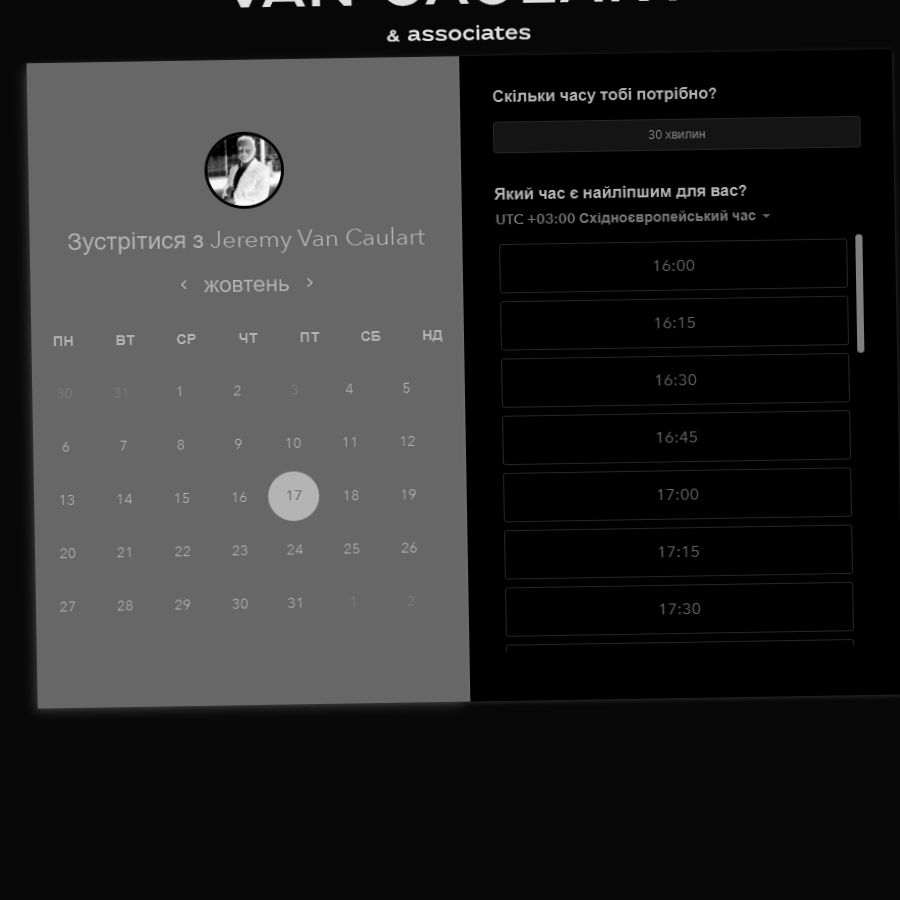 VAN CAULART
& associates
Зустрітися з Jeremy Van Caulart
жовтень
ПН ВТ СР ЧТ ПТ СБ НД
30 31 1 2 3 4 5
6 7 8 9 10 11 12
13 14 15 16 17 18 19
20 21 22 23 24 25 26
27 28 29 30 31 1 2
Скільки часу тобі потрібно?
30 хвилин
Який час є найліпшим для вас?
UTC +03:00 Східноєвропейський час
16:00
16:15
16:30
16:45
17:00
17:15
17:30